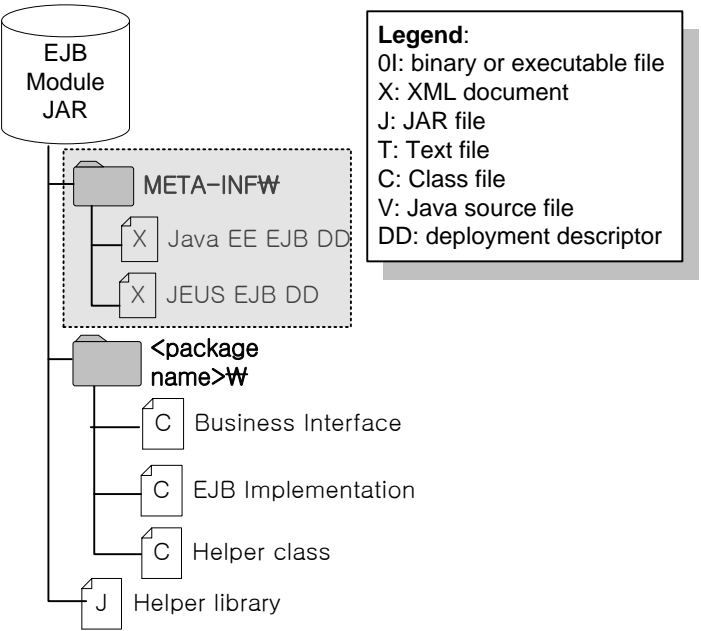 EJB
Module
JAR
Legend:
0I: binary or executable file
X: XML document
J: JAR file
T: Text file
C: Class file
V: Java source file
DD: deployment descriptor
META-INF₩
X Java EE EJB DD
X JEUS EJB DD
<package
name>₩
C Business Interface
C EJB Implementation
C Helper class
J Helper library